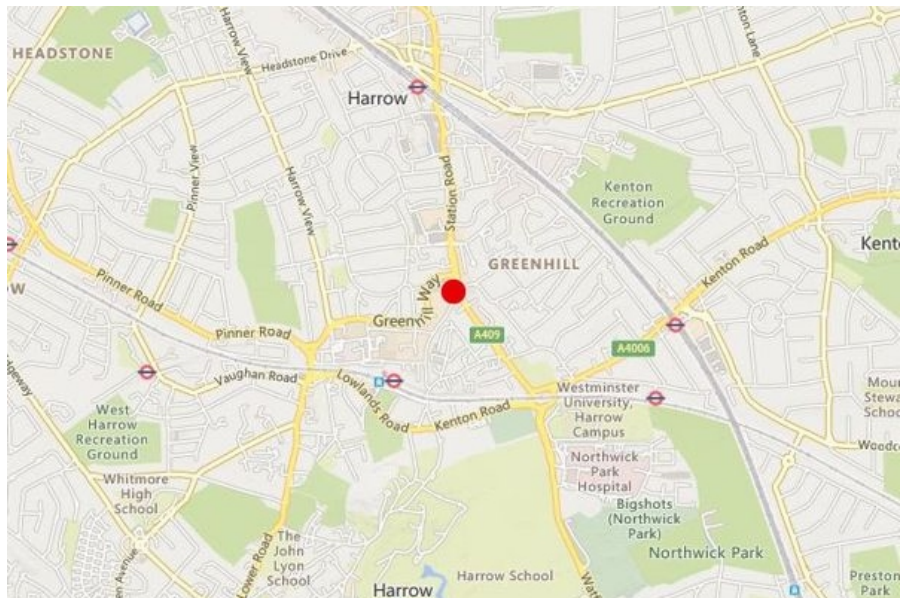 HEADSTONE
Headstone Drive
Harrow View
Harrow
Pinner View
Harrow View
Station Road
Kenton
Recreation
Ground
Kenton Road
Kent
GREENHILL
Pinner Road
Greenhill Way
Pinner Road
A409
A4006
Vaughan Road
Lowlands Road
Kenton Road
Westminster
University,
Harrow
Campus
West
Harrow
Recreation
Ground
Northwick
Park
Hospital
Whitmore
High
School
Bigshots
(Northwick
Park)
Northwick Park
The
John
Lyon
School
Lower Road
Harrow School
Harrow
Preston
Park